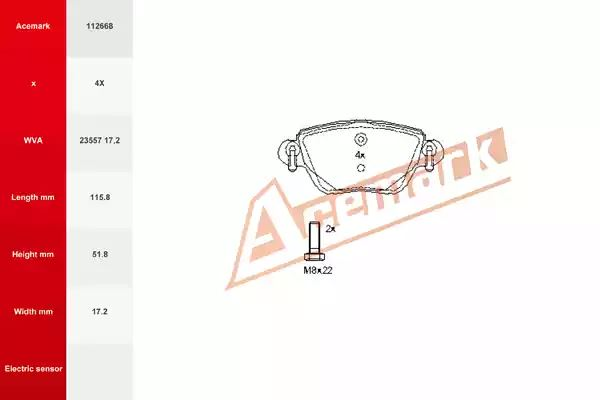 Acemark 112668
x 4X
WVA 23557 17,2
Length mm 115.8
Height mm 51.8
Width mm 17.2
Electric sensor
4x
2x
M8x22
Acemark